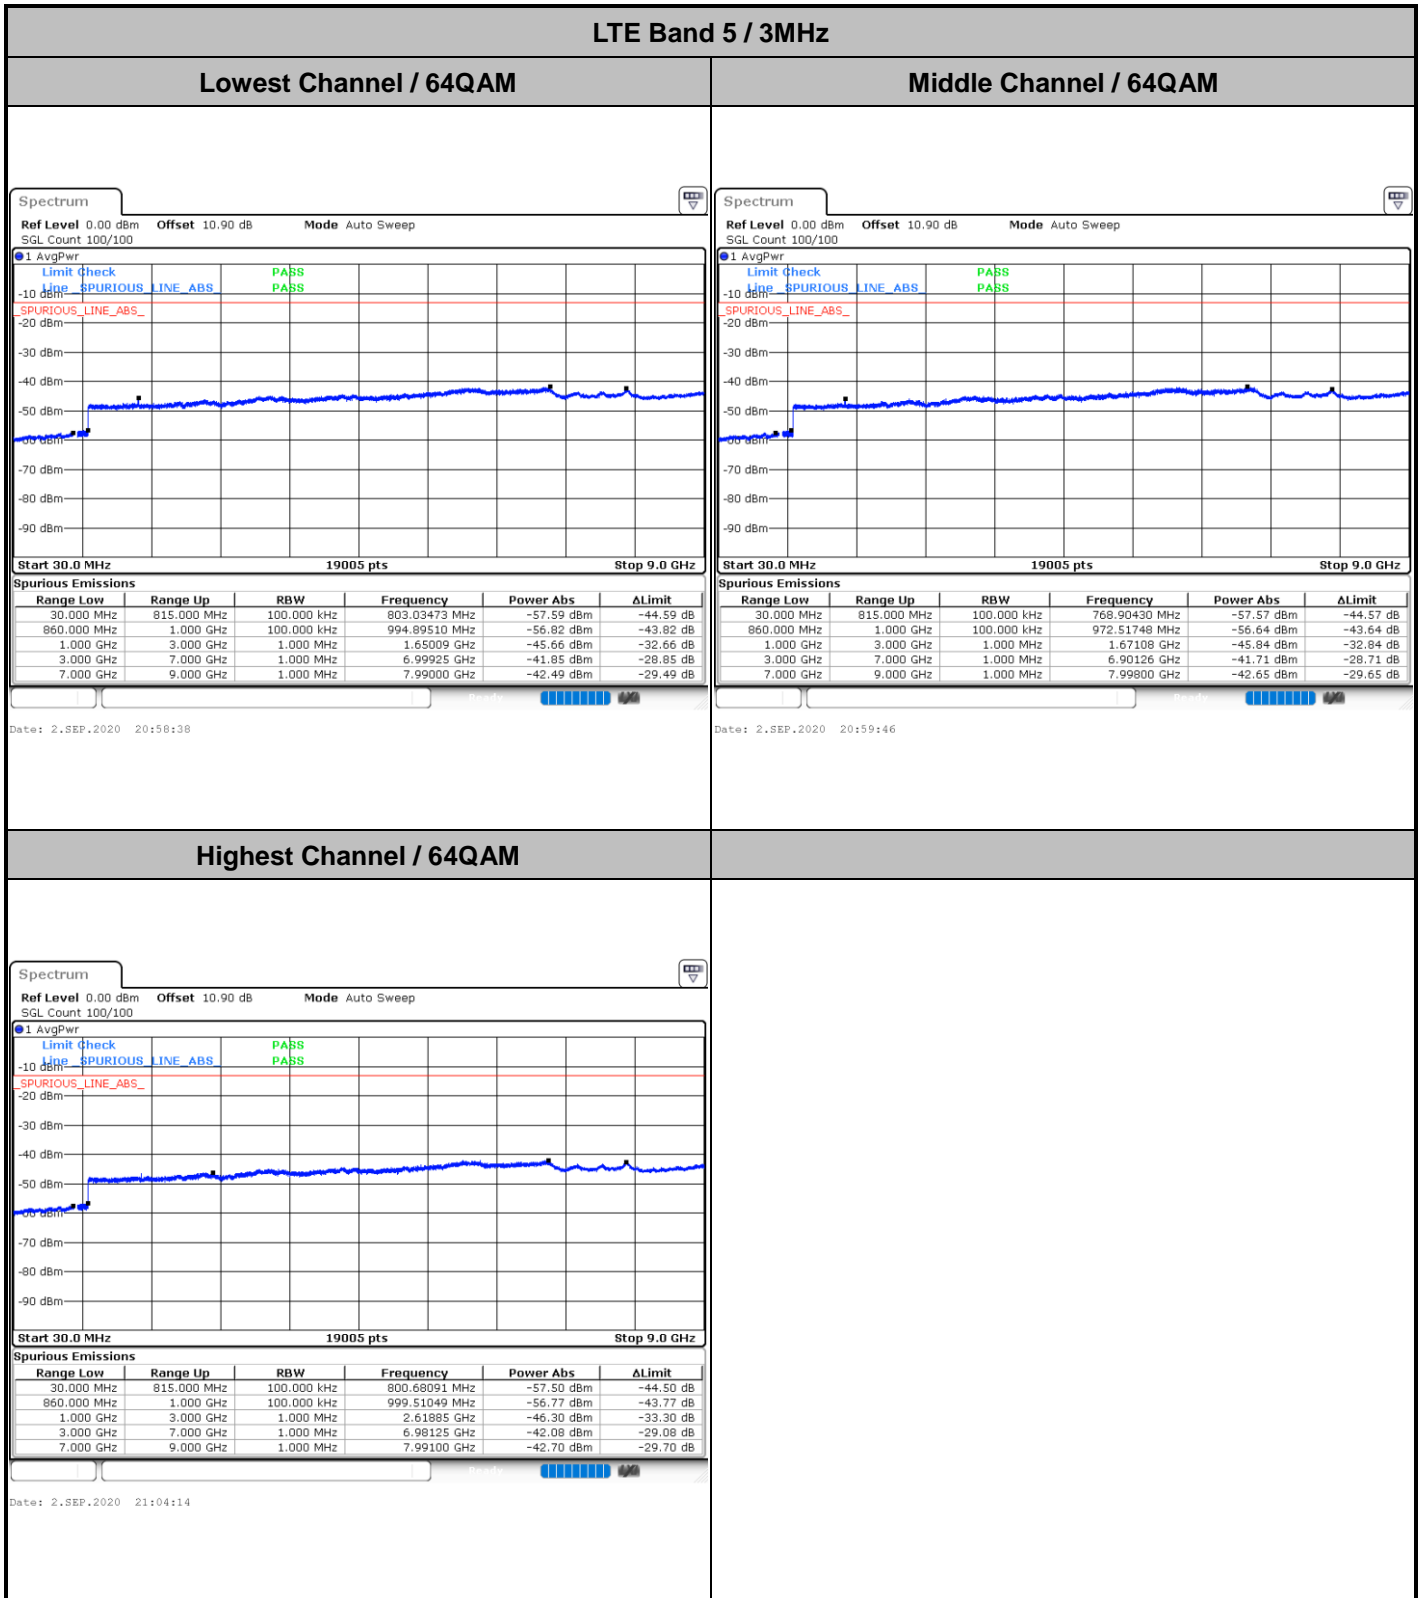 LTE Band 5 / 3MHz
Lowest Channel / 64QAM
Middle Channel / 64QAM
Spectrum
Ref Level 0.00 dBm Offset 10.90 dB Mode Auto Sweep
SGL Count 100/100
1 AvgPwr
Limit Check PASS
Line _SPURIOUS_LINE_ABS_ PASS
-10 dBm
_SPURIOUS_LINE_ABS_
-20 dBm
-30 dBm
-40 dBm
-50 dBm
-60 dBm
-70 dBm
-80 dBm
-90 dBm
Start 30.0 MHz 19005 pts Stop 9.0 GHz
Spurious Emissions
Range Low Range Up RBW Frequency Power Abs ΔLimit
30.000 MHz 815.000 MHz 100.000 kHz 803.03473 MHz -57.59 dBm -44.59 dB
860.000 MHz 1.000 GHz 100.000 kHz 994.89510 MHz -56.82 dBm -43.82 dB
1.000 GHz 3.000 GHz 1.000 MHz 1.65009 GHz -45.66 dBm -32.66 dB
3.000 GHz 7.000 GHz 1.000 MHz 6.99925 GHz -41.85 dBm -28.85 dB
7.000 GHz 9.000 GHz 1.000 MHz 7.99000 GHz -42.49 dBm -29.49 dB
Date: 2.SEP.2020 20:58:38
Spectrum
Ref Level 0.00 dBm Offset 10.90 dB Mode Auto Sweep
SGL Count 100/100
1 AvgPwr
Limit Check PASS
Line _SPURIOUS_LINE_ABS_ PASS
-10 dBm
_SPURIOUS_LINE_ABS_
-20 dBm
-30 dBm
-40 dBm
-50 dBm
-60 dBm
-70 dBm
-80 dBm
-90 dBm
Start 30.0 MHz 19005 pts Stop 9.0 GHz
Spurious Emissions
Range Low Range Up RBW Frequency Power Abs ΔLimit
30.000 MHz 815.000 MHz 100.000 kHz 768.90430 MHz -57.57 dBm -44.57 dB
860.000 MHz 1.000 GHz 100.000 kHz 972.51748 MHz -56.64 dBm -43.64 dB
1.000 GHz 3.000 GHz 1.000 MHz 1.67108 GHz -45.84 dBm -32.84 dB
3.000 GHz 7.000 GHz 1.000 MHz 6.90126 GHz -41.71 dBm -28.71 dB
7.000 GHz 9.000 GHz 1.000 MHz 7.99800 GHz -42.65 dBm -29.65 dB
Date: 2.SEP.2020 20:59:46
Highest Channel / 64QAM
Spectrum
Ref Level 0.00 dBm Offset 10.90 dB Mode Auto Sweep
SGL Count 100/100
1 AvgPwr
Limit Check PASS
Line _SPURIOUS_LINE_ABS_ PASS
-10 dBm
_SPURIOUS_LINE_ABS_
-20 dBm
-30 dBm
-40 dBm
-50 dBm
-60 dBm
-70 dBm
-80 dBm
-90 dBm
Start 30.0 MHz 19005 pts Stop 9.0 GHz
Spurious Emissions
Range Low Range Up RBW Frequency Power Abs ΔLimit
30.000 MHz 815.000 MHz 100.000 kHz 800.68091 MHz -57.50 dBm -44.50 dB
860.000 MHz 1.000 GHz 100.000 kHz 999.51049 MHz -56.77 dBm -43.77 dB
1.000 GHz 3.000 GHz 1.000 MHz 2.61885 GHz -46.30 dBm -33.30 dB
3.000 GHz 7.000 GHz 1.000 MHz 6.98125 GHz -42.08 dBm -29.08 dB
7.000 GHz 9.000 GHz 1.000 MHz 7.99100 GHz -42.70 dBm -29.70 dB
Date: 2.SEP.2020 21:04:14